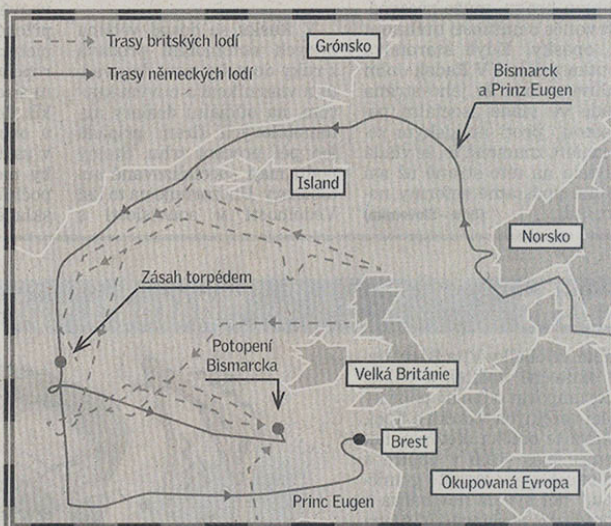 Trasy britských lodí
Trasy německých lodí
Grónsko
Bismarck
a Prinz Eugen
Island
Norsko
Zásah torpédem
Potopení
Bismarcka
Velká Británie
Brest
Okupovaná Evropa
Princ Eugen